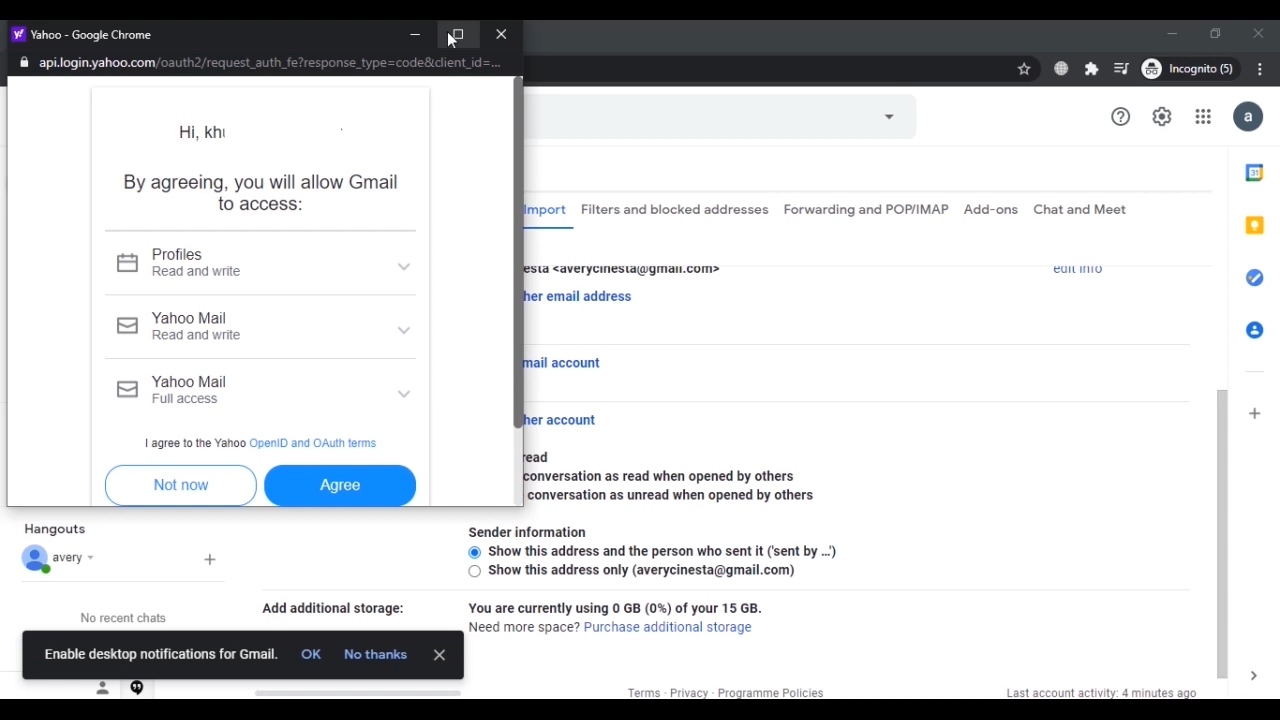 Yahoo - Google Chrome
api.login.yahoo.com/oauth2/request_auth_fe?response_type=code&client_id=...
Incognito (5)
Hi, khu
By agreeing, you will allow Gmail
to access:
Profiles
Read and write
Yahoo Mail
Read and write
Yahoo Mail
Full access
I agree to the Yahoo OpenID and OAuth terms
Not now
Agree
a
31
Import Filters and blocked addresses Forwarding and POP/IMAP Add-ons Chat and Meet
esta <averycinesta@gmail.com> edit info
her email address
mail account
her account
read
conversation as read when opened by others
conversation as unread when opened by others
Sender information
Show this address and the person who sent it ('sent by ...')
Show this address only (averycinesta@gmail.com)
Add additional storage: You are currently using 0 GB (0%) of your 15 GB.
Need more space? Purchase additional storage
Hangouts
avery
No recent chats
Enable desktop notifications for Gmail. OK No thanks
Terms · Privacy · Programme Policies
Last account activity: 4 minutes ago